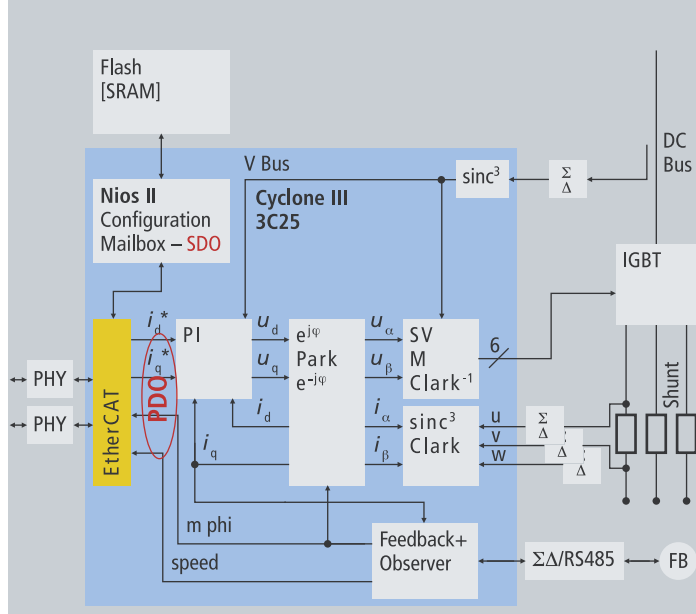 Flash
[SRAM]
V Bus
sinc³
Σ
Δ
DC
Bus
Nios II
Configuration
Mailbox – SDO
Cyclone III
3C25
IGBT
i_d*
PI
u_d
e^jφ
Park
e^-jφ
u_α
SV
M
Clark⁻¹
6
i_q*
u_q
u_β
PHY
PHY
EtherCAT
PDO
i_d
i_α
sinc³
Clark
u
v
w
Σ
Δ
Σ
Δ
Σ
Δ
Shunt
i_q
i_β
m phi
speed
Feedback+
Observer
ΣΔ/RS485
FB